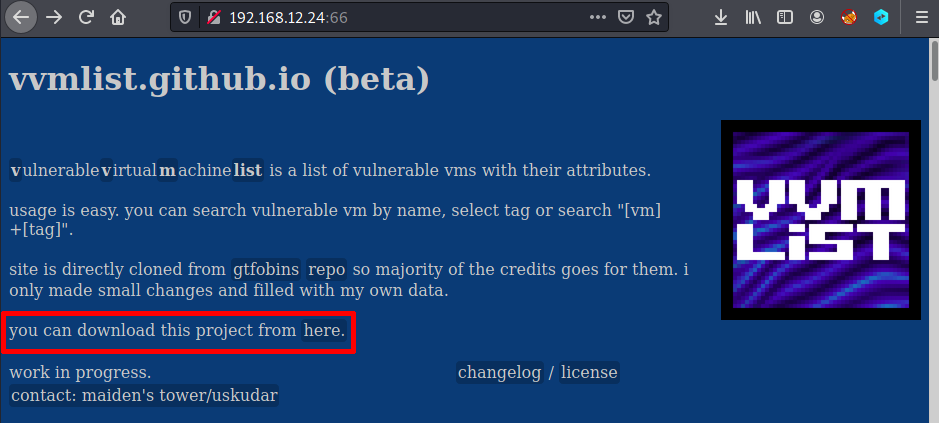 192.168.12.24:66
vvmlist.github.io (beta)
vulnerablevirtualmachinelist is a list of vulnerable vms with their attributes.
usage is easy. you can search vulnerable vm by name, select tag or search "[vm]
+[tag]".
site is directly cloned from gtfobins repo so majority of the credits goes for them. i
only made small changes and filled with my own data.
you can download this project from here.
work in progress.
changelog / license
contact: maiden's tower/uskudar
VVM
LiST